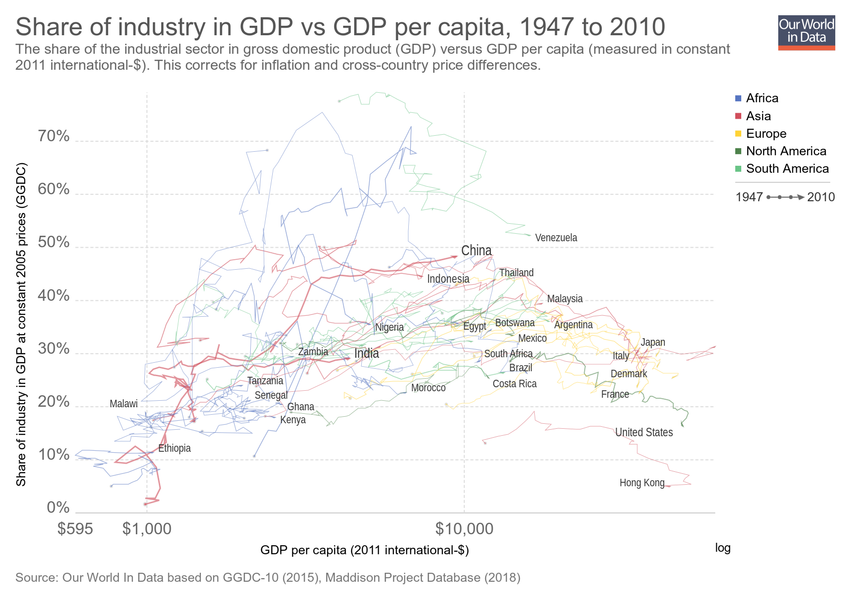 Share of industry in GDP vs GDP per capita, 1947 to 2010
Our World
in Data
The share of the industrial sector in gross domestic product (GDP) versus GDP per capita (measured in constant
2011 international-$). This corrects for inflation and cross-country price differences.
Africa
Asia
Europe
North America
South America
1947
2010
Share of industry in GDP at constant 2005 prices (GGDC)
70%
60%
50%
40%
30%
20%
10%
0%
Venezuela
China
Thailand
Indonesia
Malaysia
Nigeria
Egypt
Botswana
Argentina
Mexico
Japan
Zambia
India
South Africa
Italy
Brazil
Denmark
Tanzania
Morocco
Costa Rica
Senegal
France
Malawi
Ghana
Kenya
United States
Ethiopia
Hong Kong
$595
$1,000
$10,000
GDP per capita (2011 international-$)
log
Source: Our World In Data based on GGDC-10 (2015), Maddison Project Database (2018)